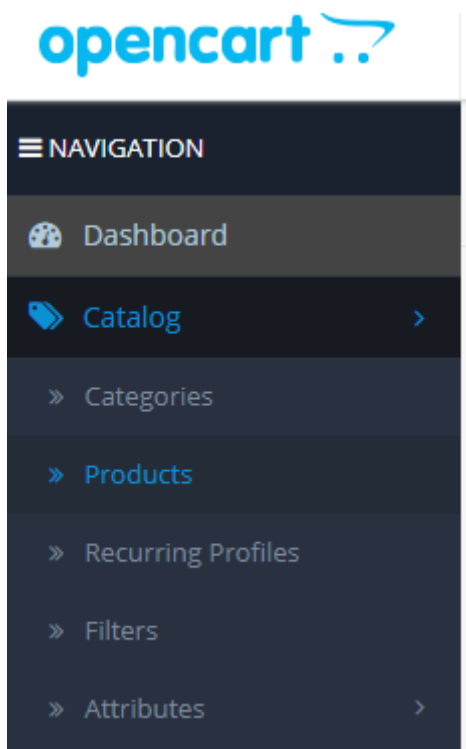 opencart
NAVIGATION
Dashboard
Catalog
Categories
Products
Recurring Profiles
Filters
Attributes